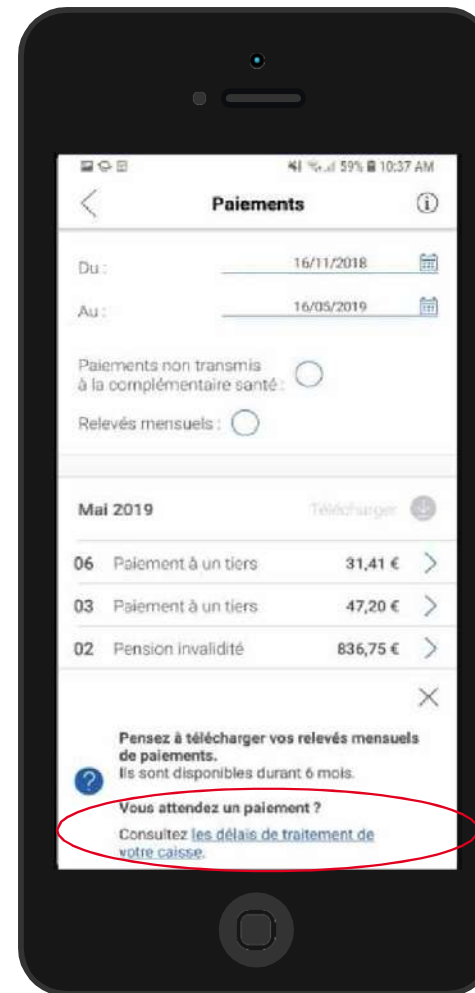 59% 10:37 AM
Paiements
Du : 16/11/2018
Au : 16/05/2019
Paiements non transmis
à la complémentaire santé :
Relevés mensuels :
Mai 2019 Télécharger
06 Paiement à un tiers 31,41 €
03 Paiement à un tiers 47,20 €
02 Pension invalidité 836,75 €
Pensez à télécharger vos relevés mensuels
de paiements.
Ils sont disponibles durant 6 mois.
Vous attendez un paiement ?
Consultez les délais de traitement de
votre caisse.